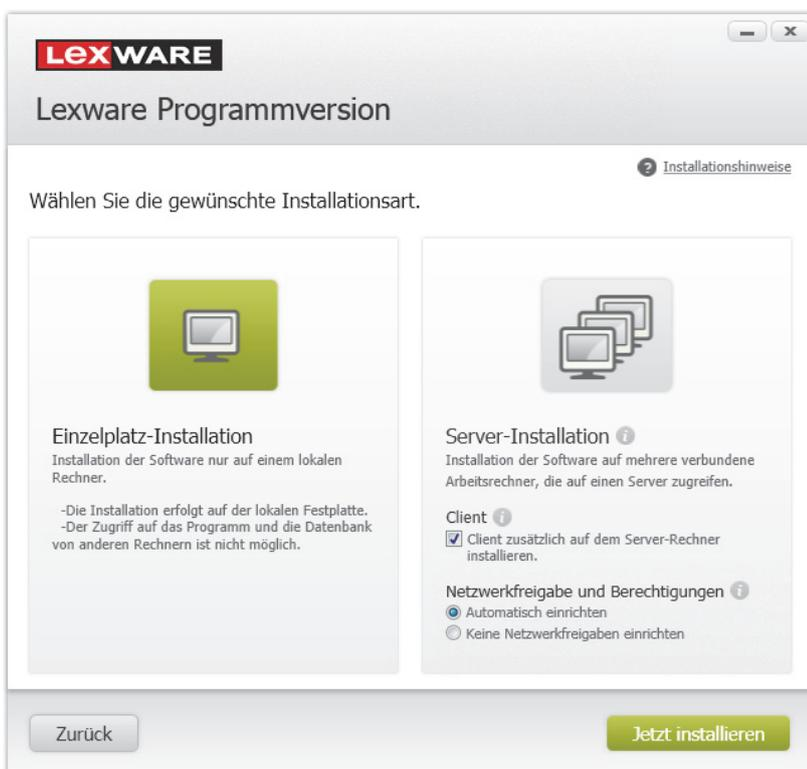 LEXWARE
Lexware Programmversion
Installationshinweise
Wählen Sie die gewünschte Installationsart.
Einzelplatz-Installation
Installation der Software nur auf einem lokalen
Rechner.
-Die Installation erfolgt auf der lokalen Festplatte.
-Der Zugriff auf das Programm und die Datenbank
von anderen Rechnern ist nicht möglich.
Server-Installation
Installation der Software auf mehrere verbundene
Arbeitsrechner, die auf einen Server zugreifen.
Client
Client zusätzlich auf dem Server-Rechner
installieren.
Netzwerkfreigabe und Berechtigungen
Automatisch einrichten
Keine Netzwerkfreigaben einrichten
Zurück
Jetzt installieren